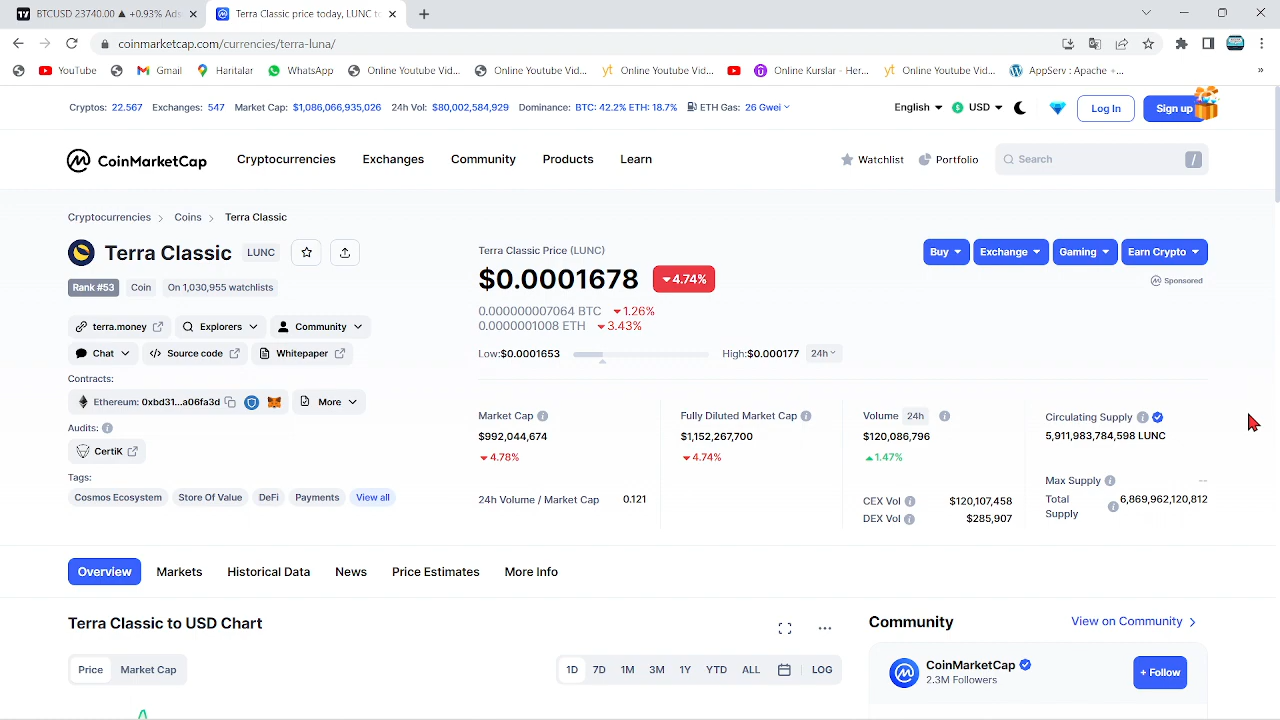 BTCUSD 23740.00 ▲ +0.93% Ads
Terra Classic price today, LUNC to
coinmarketcap.com/currencies/terra-luna/
YouTube Gmail Haritalar WhatsApp Online Youtube Vid... Online Youtube Vid... Online Youtube Vid... Online Kurslar - Her... Online Youtube Vid... AppServ : Apache +... »
Cryptos: 22.567 Exchanges: 547 Market Cap: $1,086,066,935,026 24h Vol: $80,002,584,929 Dominance: BTC: 42.2% ETH: 18.7% ETH Gas: 26 Gwei
English USD Log In Sign up
CoinMarketCap Cryptocurrencies Exchanges Community Products Learn Watchlist Portfolio Search /
Cryptocurrencies Coins Terra Classic
Terra Classic LUNC
Rank #53 Coin On 1,030,955 watchlists
terra.money Explorers Community
Chat Source code Whitepaper
Contracts:
Ethereum: 0xbd31...a06fa3d More
Audits:
CertiK
Tags:
Cosmos Ecosystem Store Of Value DeFi Payments View all
Terra Classic Price (LUNC)
$0.0001678 4.74%
0.000000007064 BTC 1.26%
0.0000001008 ETH 3.43%
Low:$0.0001653 High:$0.000177 24h
Buy Exchange Gaming Earn Crypto
Sponsored
Market Cap
$992,044,674
4.78%
24h Volume / Market Cap 0.121
Fully Diluted Market Cap
$1,152,267,700
4.74%
Volume 24h
$120,086,796
1.47%
CEX Vol $120,107,458
DEX Vol $285,907
Circulating Supply
5,911,983,784,598 LUNC
Max Supply --
Total Supply 6,869,962,120,812
Overview Markets Historical Data News Price Estimates More Info
Terra Classic to USD Chart
Price Market Cap 1D 7D 1M 3M 1Y YTD ALL LOG
Community View on Community
CoinMarketCap
2.3M Followers
+ Follow